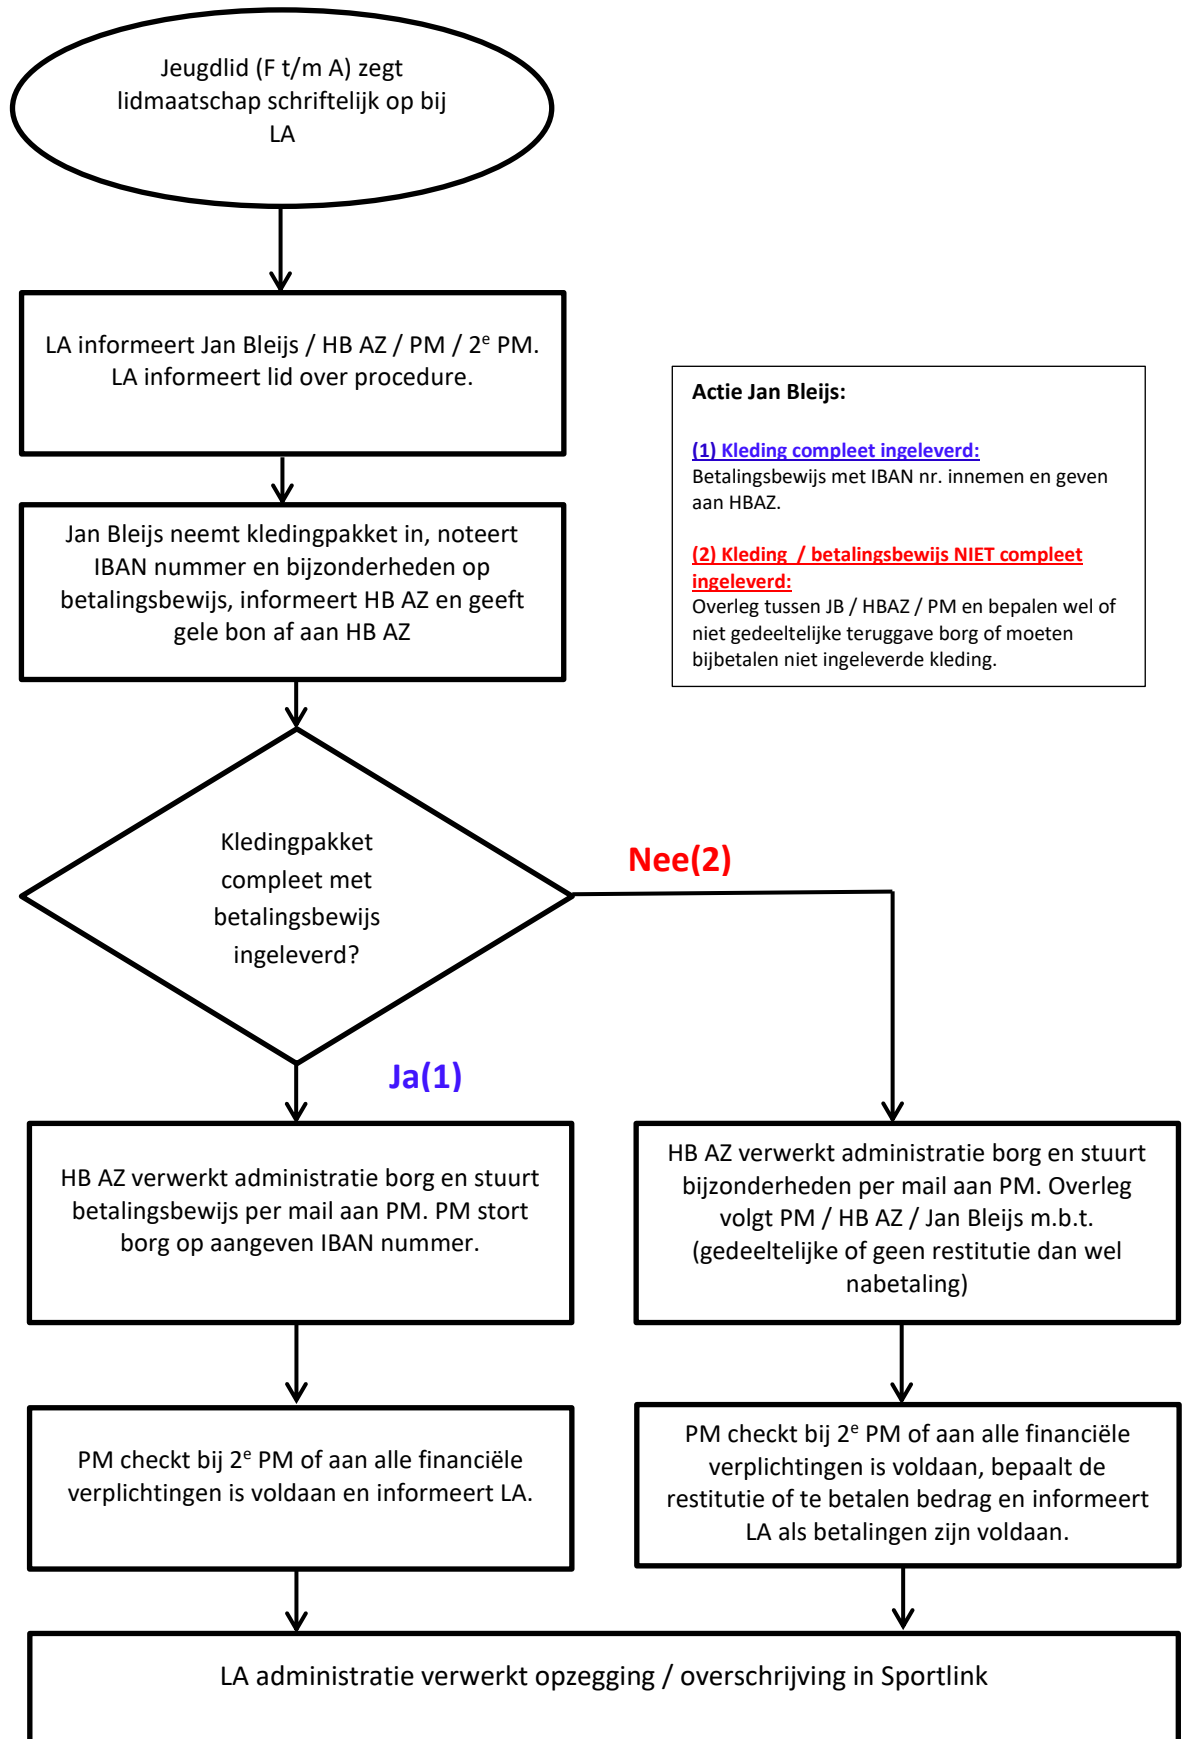 Jeugdlid (F t/m A) zegt
lidmaatschap schriftelijk op bij
LA
LA informeert Jan Bleijs / HB AZ / PM / 2e PM.
LA informeert lid over procedure.
Actie Jan Bleijs:
(1) Kleding compleet ingeleverd:
Betalingsbewijs met IBAN nr. innemen en geven
aan HBAZ.
(2) Kleding / betalingsbewijs NIET compleet
ingeleverd:
Overleg tussen JB / HBAZ / PM en bepalen wel of
niet gedeeltelijke teruggave borg of moeten
bijbetalen niet ingeleverde kleding.
Jan Bleijs neemt kledingpakket in, noteert
IBAN nummer en bijzonderheden op
betalingsbewijs, informeert HB AZ en geeft
gele bon af aan HB AZ
Kledingpakket
compleet met
betalingsbewijs
ingeleverd?
Nee(2)
Ja(1)
HB AZ verwerkt administratie borg en stuurt
betalingsbewijs per mail aan PM. PM stort
borg op aangeven IBAN nummer.
HB AZ verwerkt administratie borg en stuurt
bijzonderheden per mail aan PM. Overleg
volgt PM / HB AZ / Jan Bleijs m.b.t.
(gedeeltelijke of geen restitutie dan wel
nabetaling)
PM checkt bij 2e PM of aan alle financiële
verplichtingen is voldaan en informeert LA.
PM checkt bij 2e PM of aan alle financiële
verplichtingen is voldaan, bepaalt de
restitutie of te betalen bedrag en informeert
LA als betalingen zijn voldaan.
LA administratie verwerkt opzegging / overschrijving in Sportlink